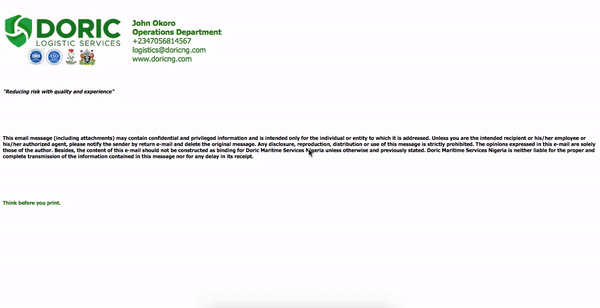 DORIC
LOGISTIC SERVICES
John Okoro
Operations Department
+2347056814567
logistics@doricng.com
www.doricng.com
"Reducing risk with quality and experience"
This email message (including attachments) may contain confidential and privileged information and is intended only for the individual or entity to which it is addressed. Unless you are the intended recipient or his/her employee or
his/her authorized agent, please notify the sender by return e-mail and delete the original message. Any disclosure, reproduction, distribution or use of this message is strictly prohibited. The opinions expressed in this e-mail are solely
those of the author. Besides, the content of this e-mail should not be constructed as binding for Doric Maritme Services Nigeria unless otherwise and previously stated. Doric Maritime Services Nigeria is neither liable for the proper and
complete transmission of the information contained in this message nor for any delay in its receipt.
Think before you print.